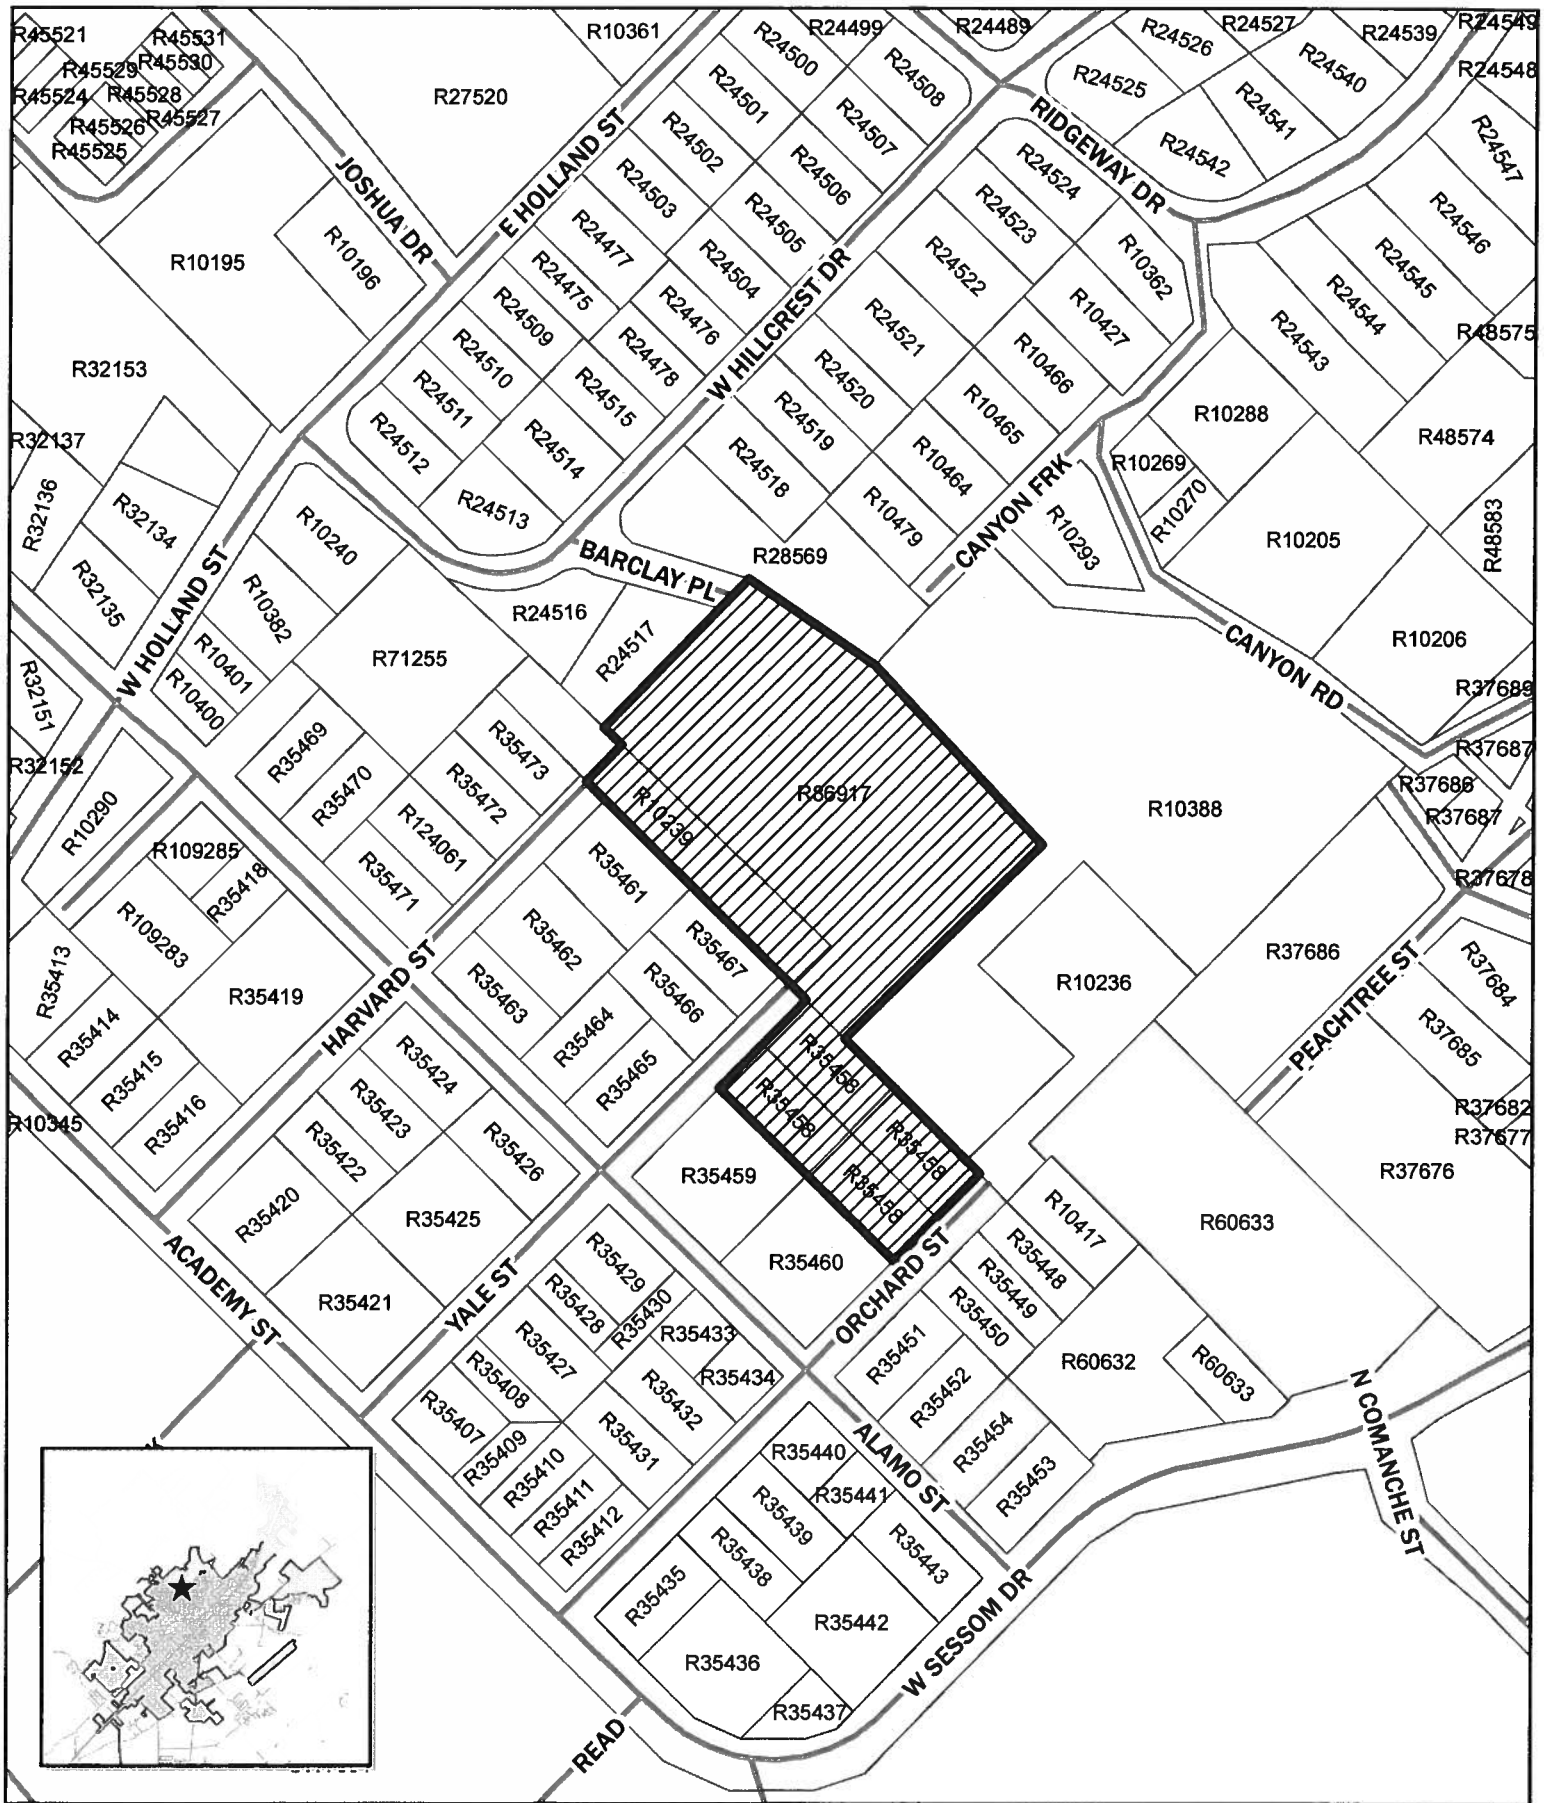 R45521
R45531
R10361
R24499
R24489
R24527
R24539
R24549
R24500
R24526
R45530
R45529
R24540
R24548
R24508
R24525
R27520
R45524
R45528
R24501
R24541
R45527
R24507
R45526
RIDGEWAY DR
R45525
R24502
R24547
R24542
R24524
R24506
E HOLLAND ST
JOSHUA DR
R24503
R24523
R24505
R24546
R24477
R10195
R10196
R24522
R10362
R24504
R24545
R24475
R24544
R24476
R10427
R24509
R24521
W HILLCREST DR
R48575
R24543
R24510
R24478
R10466
R32153
R24520
R24511
R24515
R10288
R10465
R24519
R48574
R32137
R24512
R24514
R10269
R10464
R24518
R24513
R10479
R10270
CANYON FRK
R32136
R32134
R10240
R10293
R48583
R10205
R28569
BARCLAY PL
R32135
R10382
R24516
R24517
W HOLLAND ST
R10206
R10401
R71255
CANYON RD
R37689
R10400
R32151
R35469
R35473
R37687
R32152
R35470
R35472
R37686
R86917
R10388
R10239
R37687
R10290
R124061
R109285
R35461
R37678
R35471
R35418
R109283
R35462
R35467
R37686
R37684
R35413
R35419
R35463
R35466
R10236
HARVARD ST
PEACHTREE ST
R35414
R35464
R37685
R35424
R35458
R35415
R35465
R35423
R35458
R37682
R10345
R35416
R37677
R35422
R35426
R35458
R35459
R37676
R35458
R35420
R35425
R10417
R60633
R35448
R35429
R35460
ORCHARD ST
R35449
ACADEMY ST
R35421
YALE ST
R35428
R35430
R35450
R35433
R35427
R35451
R60632
R60633
R35408
R35434
R35432
R35452
R35407
N COMANCHE ST
R35409
R35431
R35454
R35440
ALAMO ST
R35410
R35453
R35441
R35411
R35439
R35412
R35443
R35438
R35435
R35442
W SESSOM DR
R35436
R35437
READ